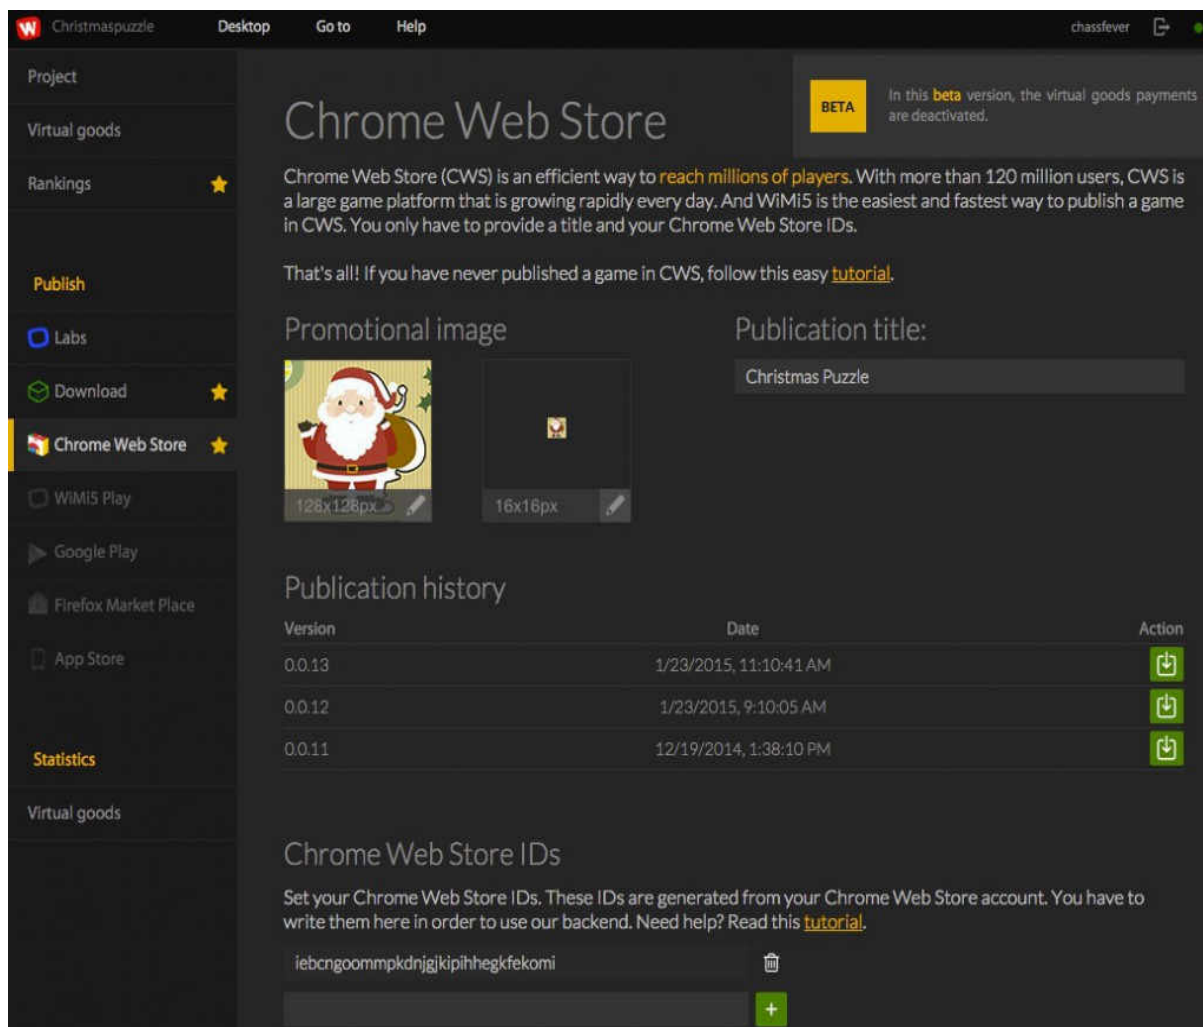 W Christmaspuzzle Desktop Go to Help chassfever
Project
Virtual goods
Rankings
Publish
Labs
Download
Chrome Web Store
WiMi5 Play
Google Play
Firefox Market Place
App Store
Statistics
Virtual goods
BETA
In this beta version, the virtual goods payments
are deactivated.
Chrome Web Store
Chrome Web Store (CWS) is an efficient way to reach millions of players. With more than 120 million users, CWS is
a large game platform that is growing rapidly every day. And WiMi5 is the easiest and fastest way to publish a game
in CWS. You only have to provide a title and your Chrome Web Store IDs.
That's all! If you have never published a game in CWS, follow this easy tutorial.
Promotional image
128x128px
16x16px
Publication title:
Christmas Puzzle
Publication history
Version Date Action
0.0.13 1/23/2015, 11:10:41 AM
0.0.12 1/23/2015, 9:10:05 AM
0.0.11 12/19/2014, 1:38:10 PM
Chrome Web Store IDs
Set your Chrome Web Store IDs. These IDs are generated from your Chrome Web Store account. You have to
write them here in order to use our backend. Need help? Read this tutorial.
iebcngoommpkdnjgjkipihhegkfekomi